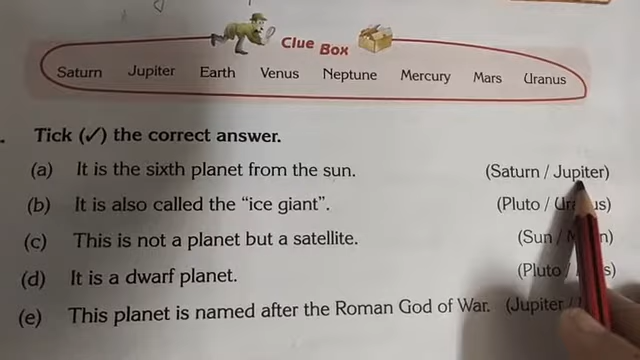 Clue Box
Saturn Jupiter Earth Venus Neptune Mercury Mars Uranus
Tick (✓) the correct answer.
(a) It is the sixth planet from the sun. (Saturn / Jupiter)
(b) It is also called the “ice giant”. (Pluto /
(c) This is not a planet but a satellite. (Sun /
(d) It is a dwarf planet. (Pluto /
(e) This planet is named after the Roman God of War. (Jupiter /